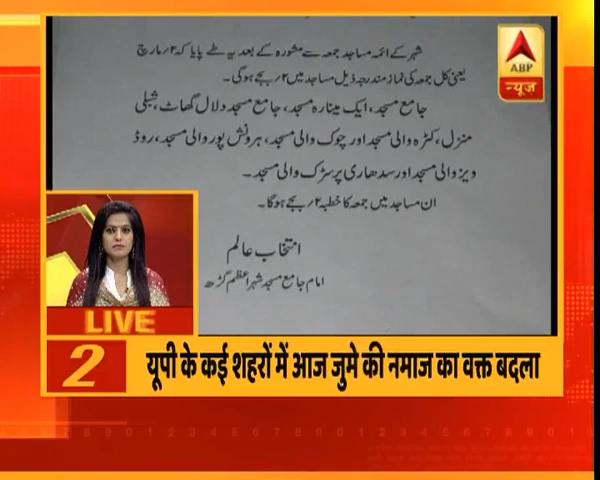 شہر کے ائمہ مساجد جمعہ سے مشورہ کے بعد یہ طے پایا کہ ۲؍ مارچ
یعنی کل جمعہ کی نماز مندرجہ ذیل مساجد میں ۲؍ بجے ہوگی۔
جامع مسجد، ایک مینارہ مسجد، جامع مسجد دلال گھاٹ، شبلی
منزل، کٹرہ والی مسجد اور چوک والی مسجد، ہرونش پور والی مسجد، روڈ
ویز والی مسجد اور سدھاری پر سڑک والی مسجد۔
ان مساجد میں جمعہ کا خطبہ ۲؍ بجے ہوگا۔
انتخاب عالم
امام جامع مسجد شہر اعظم گڑھ
ABP
न्यूज़
LIVE
2
यूपी के कई शहरों में आज जुमे की नमाज का वक्त बदला